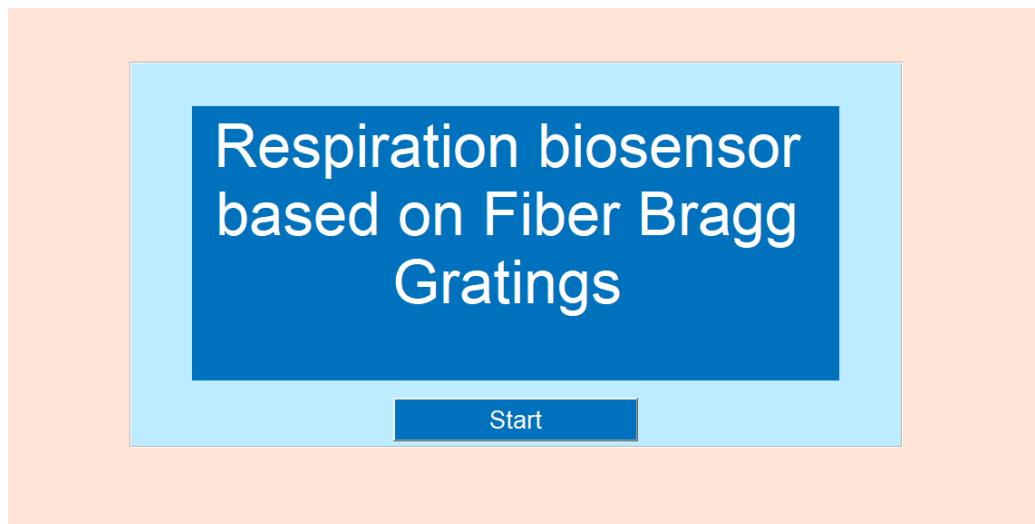 Respiration biosensor
based on Fiber Bragg
Gratings
Start